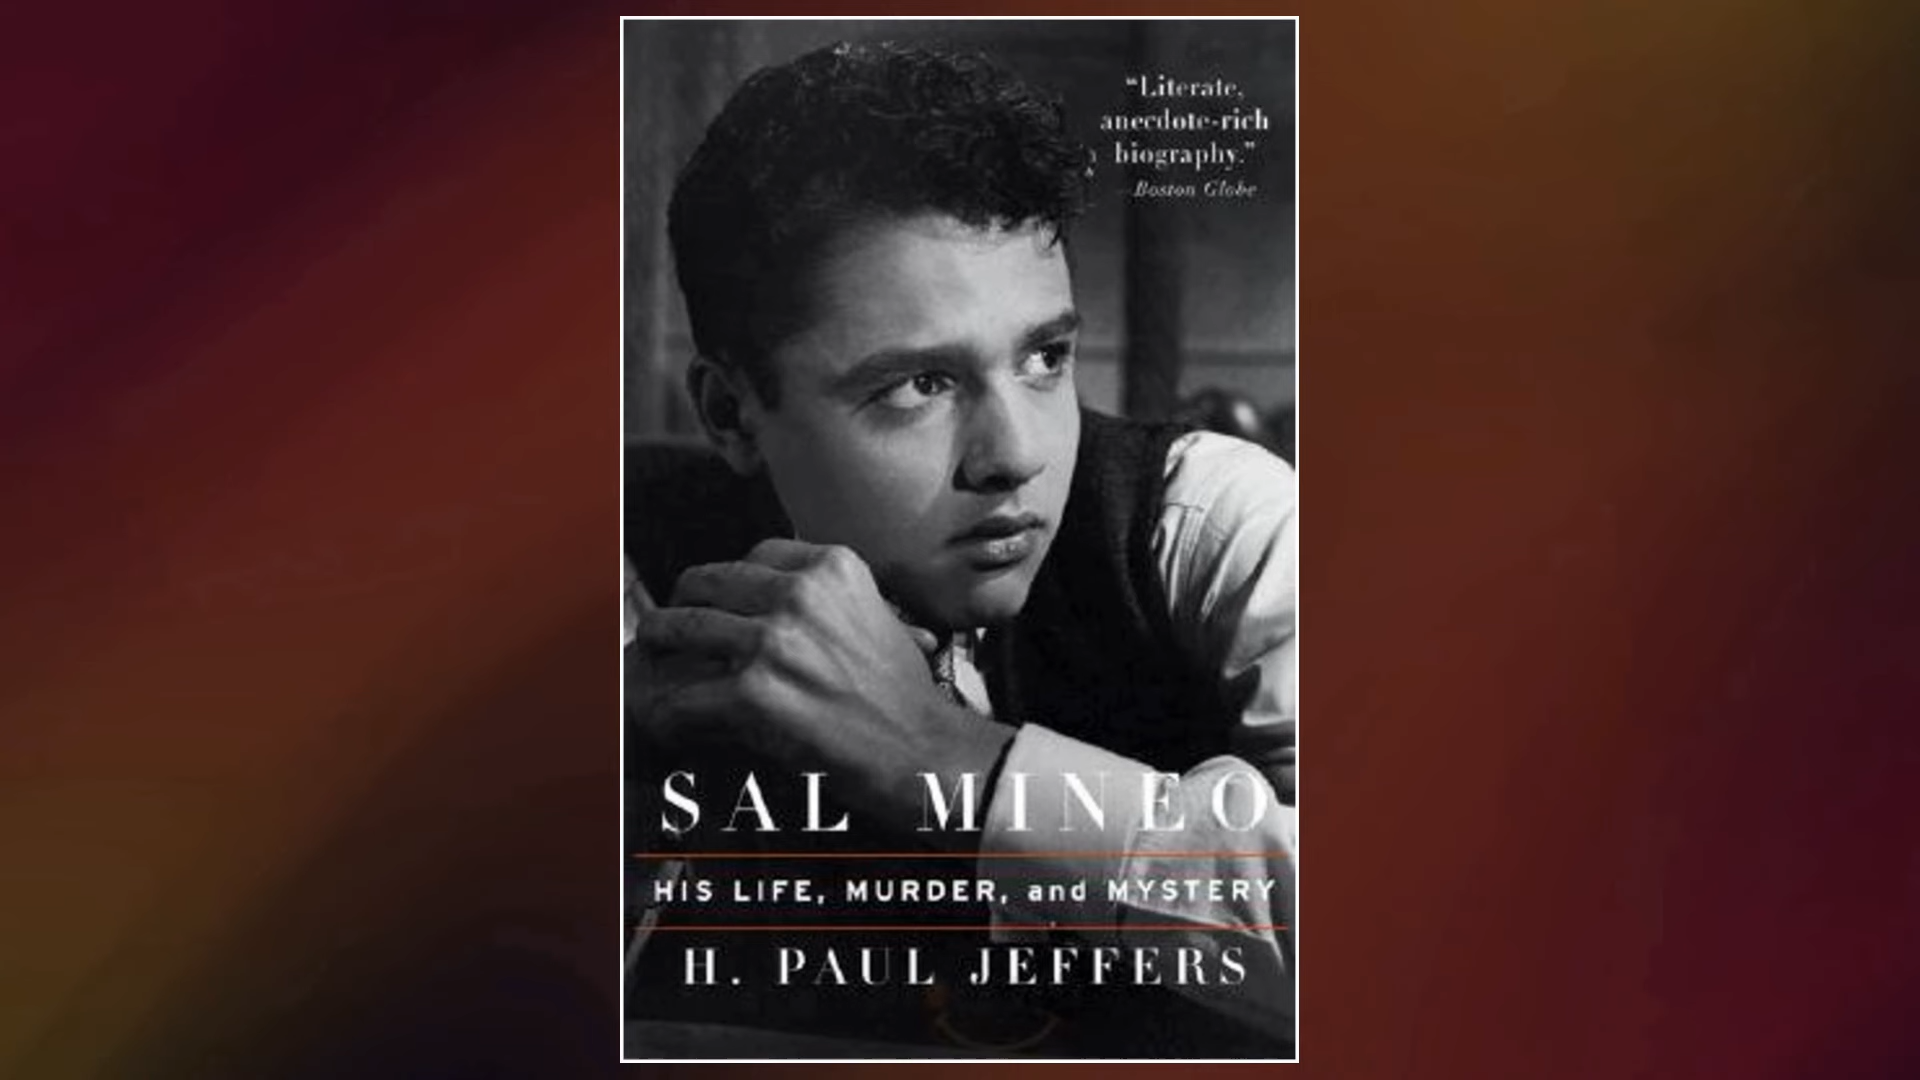 “Literate,
anecdote-rich
biography.”
—Boston Globe
SAL MINEO
HIS LIFE, MURDER, and MYSTERY
H. PAUL JEFFERS